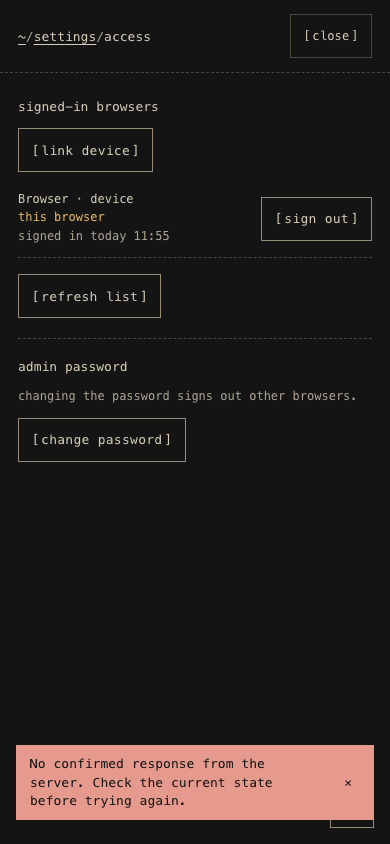 ~/settings/access
[close]
signed-in browsers
[link device]
Browser · device
this browser
signed in today 11:55
[sign out]
[refresh list]
admin password
changing the password signs out other browsers.
[change password]
No confirmed response from the
server. Check the current state
before trying again.
×